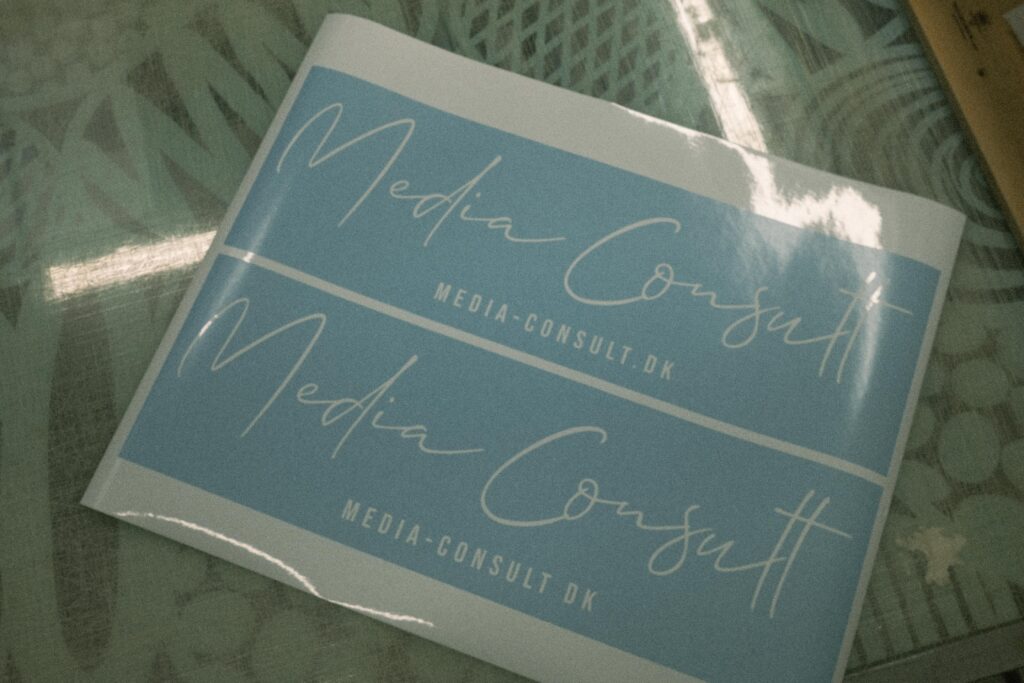 Media Consult
MEDIA-CONSULT.DK
Media Consult
MEDIA-CONSULT DK